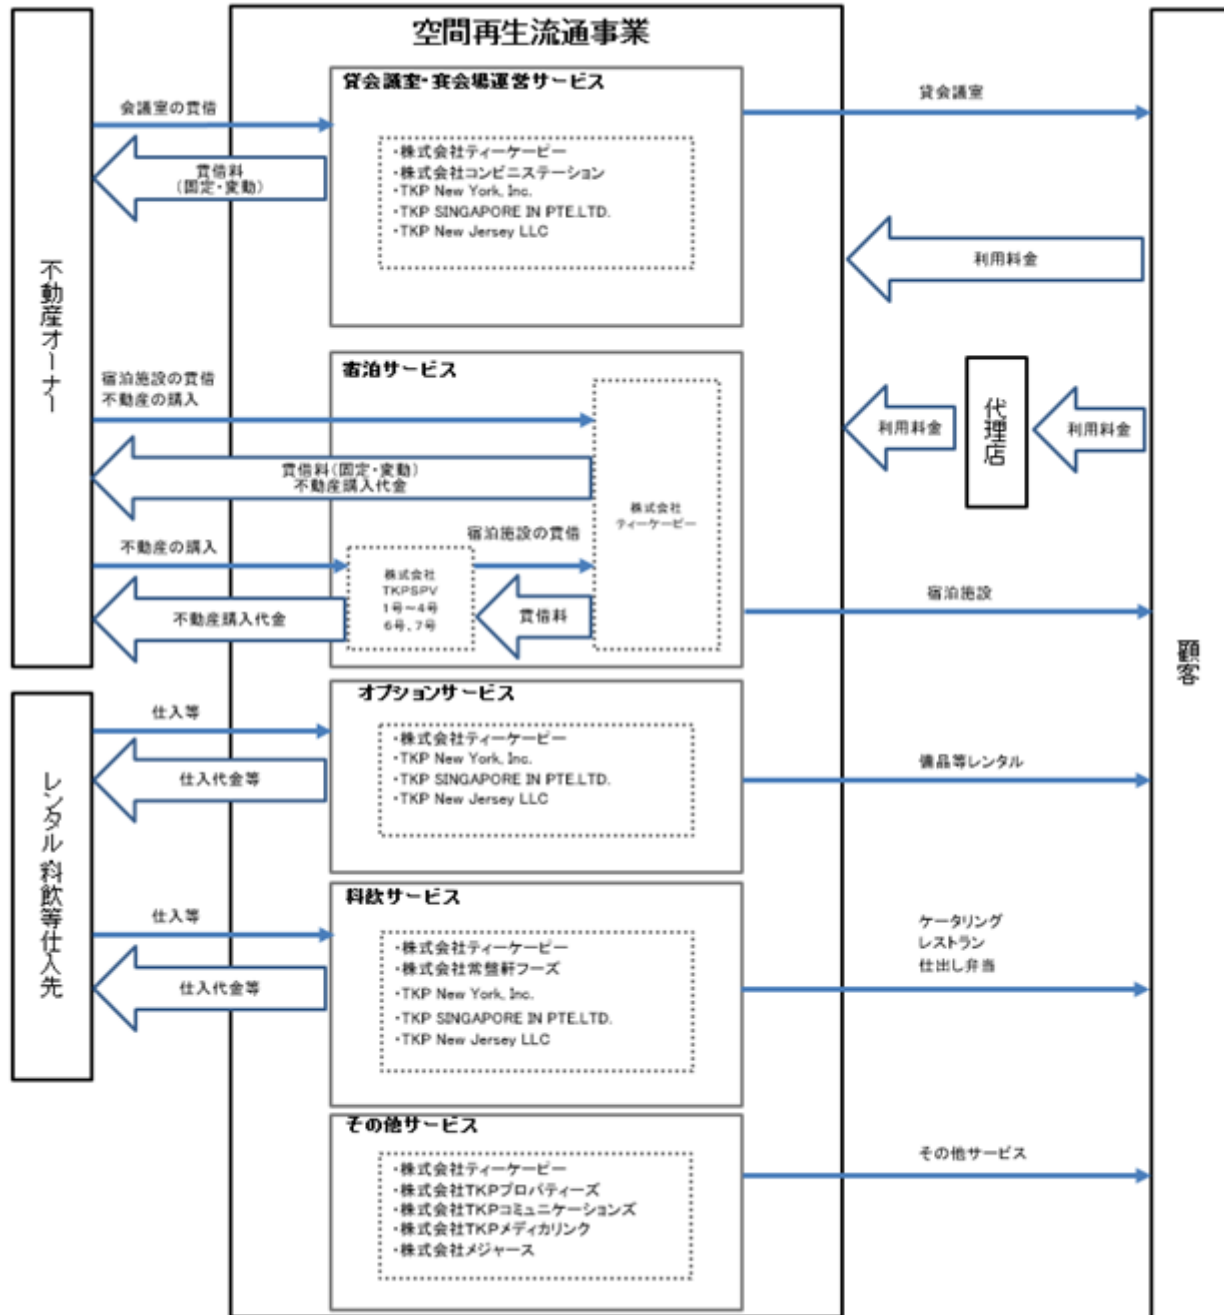 空間再生流通事業
貸会議室・宴会場運営サービス
会議室の賃借
賃借料
(固定・変動)
・株式会社ティーケーピー
・株式会社コンビニステーション
・TKP New York, Inc.
・TKP SINGAPORE IN PTE.LTD.
・TKP New Jersey LLC
貸会議室
利用料金
不動産オーナー
宿泊サービス
宿泊施設の賃借
不動産の購入
賃借料(固定・変動)
不動産購入代金
株式会社
ティーケーピー
不動産の購入
宿泊施設の賃借
株式会社
TKPSPV
1号~4号
6号、7号
賃借料
不動産購入代金
利用料金
代理店
利用料金
宿泊施設
顧客
オプションサービス
仕入等
仕入代金等
・株式会社ティーケーピー
・TKP New York, Inc.
・TKP SINGAPORE IN PTE.LTD.
・TKP New Jersey LLC
備品等レンタル
レンタル・料飲等仕入先
料飲サービス
仕入等
仕入代金等
・株式会社ティーケーピー
・株式会社常盤軒フーズ
・TKP New York, Inc.
・TKP SINGAPORE IN PTE.LTD.
・TKP New Jersey LLC
ケータリング
レストラン
仕出し弁当
その他サービス
・株式会社ティーケーピー
・株式会社TKPプロパティーズ
・株式会社TKPコミュニケーションズ
・株式会社TKPメディカリンク
・株式会社メジャース
その他サービス